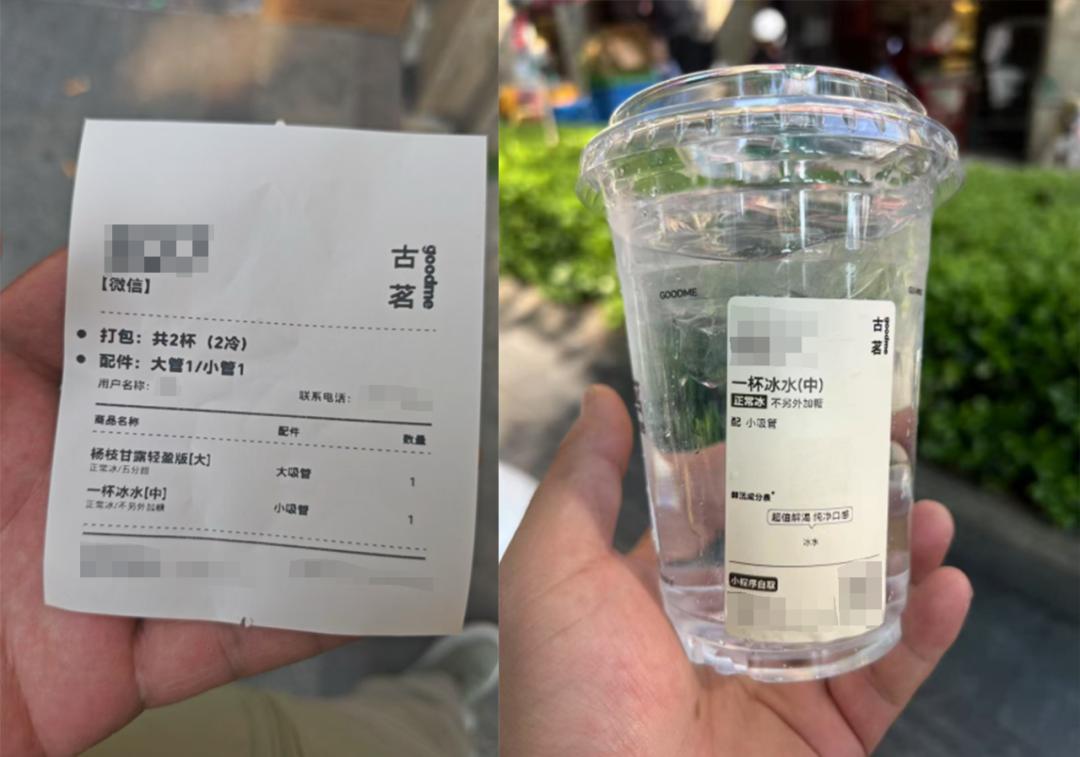 古茗
goodme
【微信】
打包：共2杯（2冷）
配件：大管1/小管1
用户名称：
联系电话：
商品名称 配件 数量
杨枝甘露轻盈版[大] 大吸管 1
正常冰/五分甜
一杯冰水[中] 小吸管 1
正常冰/不另外加糖
GOODME
古茗
goodme
一杯冰水(中)
正常冰 不另外加糖
配 小吸管
鲜活成分表*
超值解渴 纯净口感
冰水
小程序自取